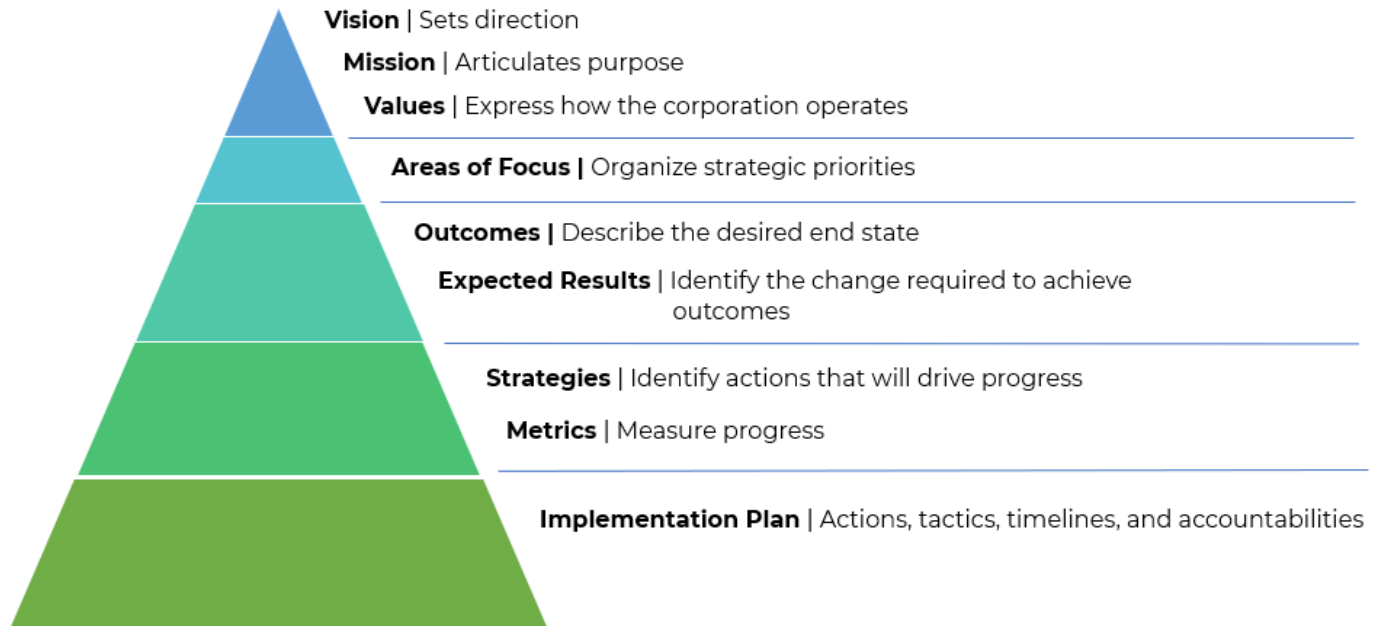 Vision | Sets direction
Mission | Articulates purpose
Values | Express how the corporation operates
Areas of Focus | Organize strategic priorities
Outcomes | Describe the desired end state
Expected Results | Identify the change required to achieve
outcomes
Strategies | Identify actions that will drive progress
Metrics | Measure progress
Implementation Plan | Actions, tactics, timelines, and accountabilities